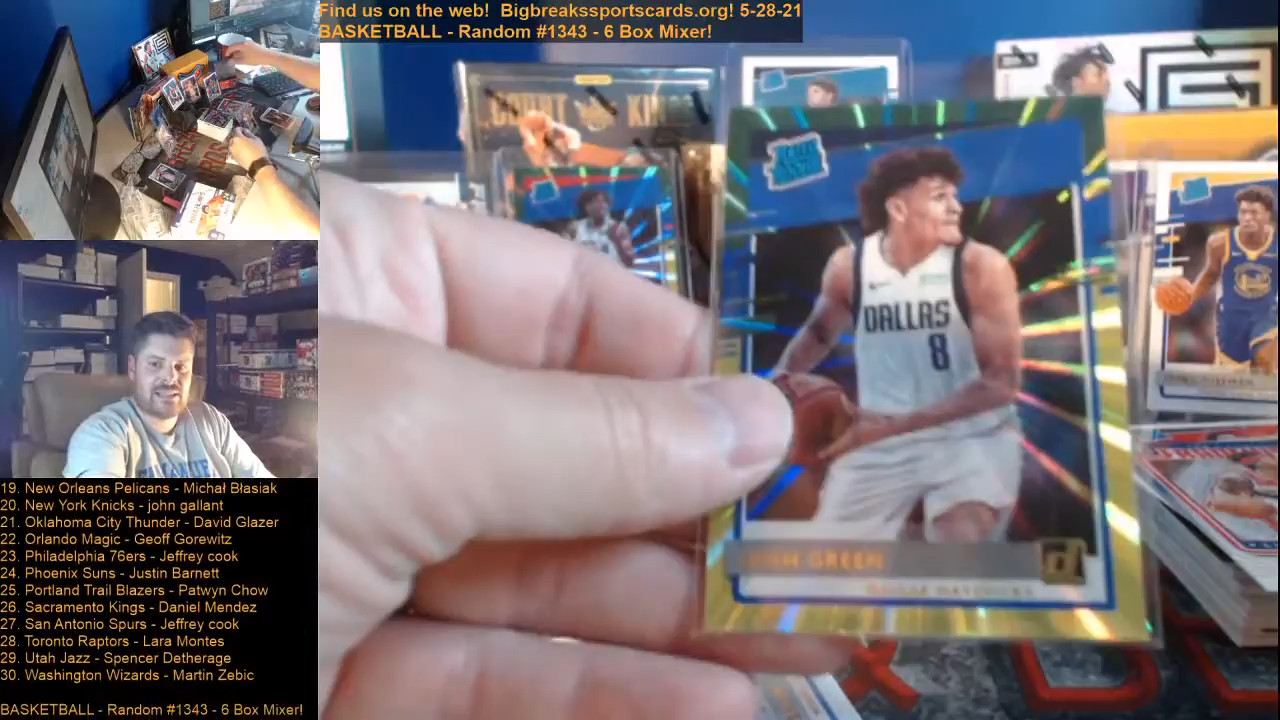 Find us on the web! Bigbreakssportscards.org! 5-28-21
BASKETBALL - Random #1343 - 6 Box Mixer!
COURT KINGS
DALLAS
8
GREEN
19. New Orleans Pelicans - Michał Błasiak
20. New York Knicks - john gallant
21. Oklahoma City Thunder - David Glazer
22. Orlando Magic - Geoff Gorewitz
23. Philadelphia 76ers - Jeffrey cook
24. Phoenix Suns - Justin Barnett
25. Portland Trail Blazers - Patwyn Chow
26. Sacramento Kings - Daniel Mendez
27. San Antonio Spurs - Jeffrey cook
28. Toronto Raptors - Lara Montes
29. Utah Jazz - Spencer Detherage
30. Washington Wizards - Martin Zebic
BASKETBALL - Random #1343 - 6 Box Mixer!